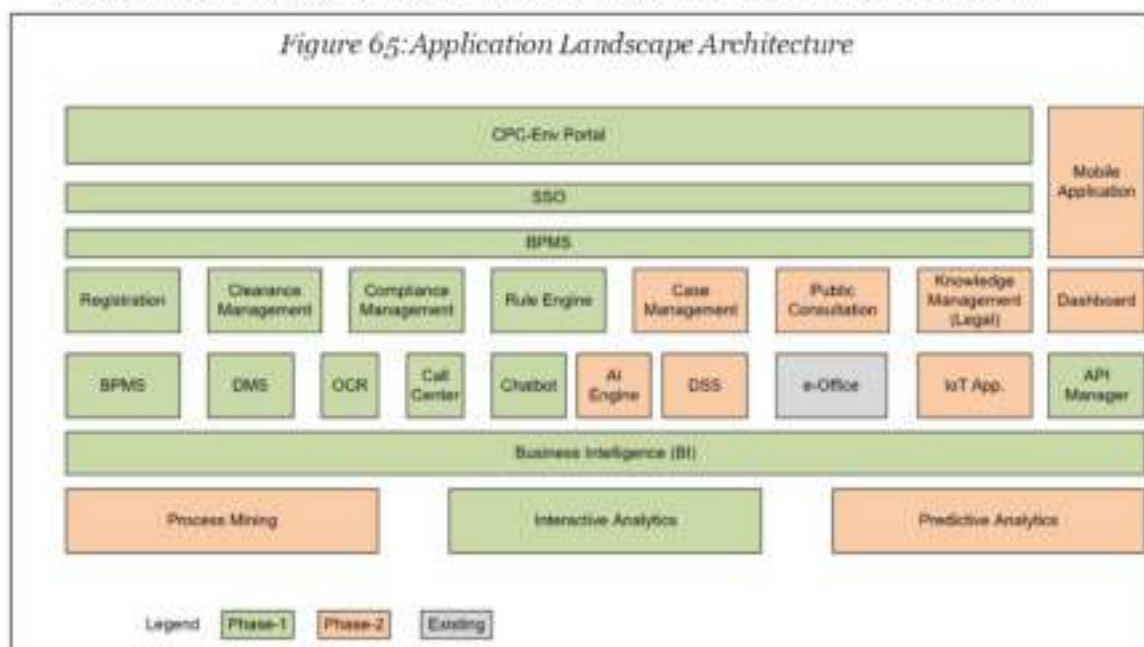 Figure 65:Application Landscape Architecture
CPC-Env Portal
Mobile
Application
SSO
BPMS
Registration
Clearance
Management
Compliance
Management
Rule Engine
Case
Management
Public
Consultation
Knowledge
Management
(Legal)
Dashboard
BPMS
DMS
OCR
Call
Center
Chatbot
AI
Engine
DSS
e-Office
IoT App.
API
Manager
Business Intelligence (BI)
Process Mining
Interactive Analytics
Predictive Analytics
Legend
Phase-1
Phase-2
Existing